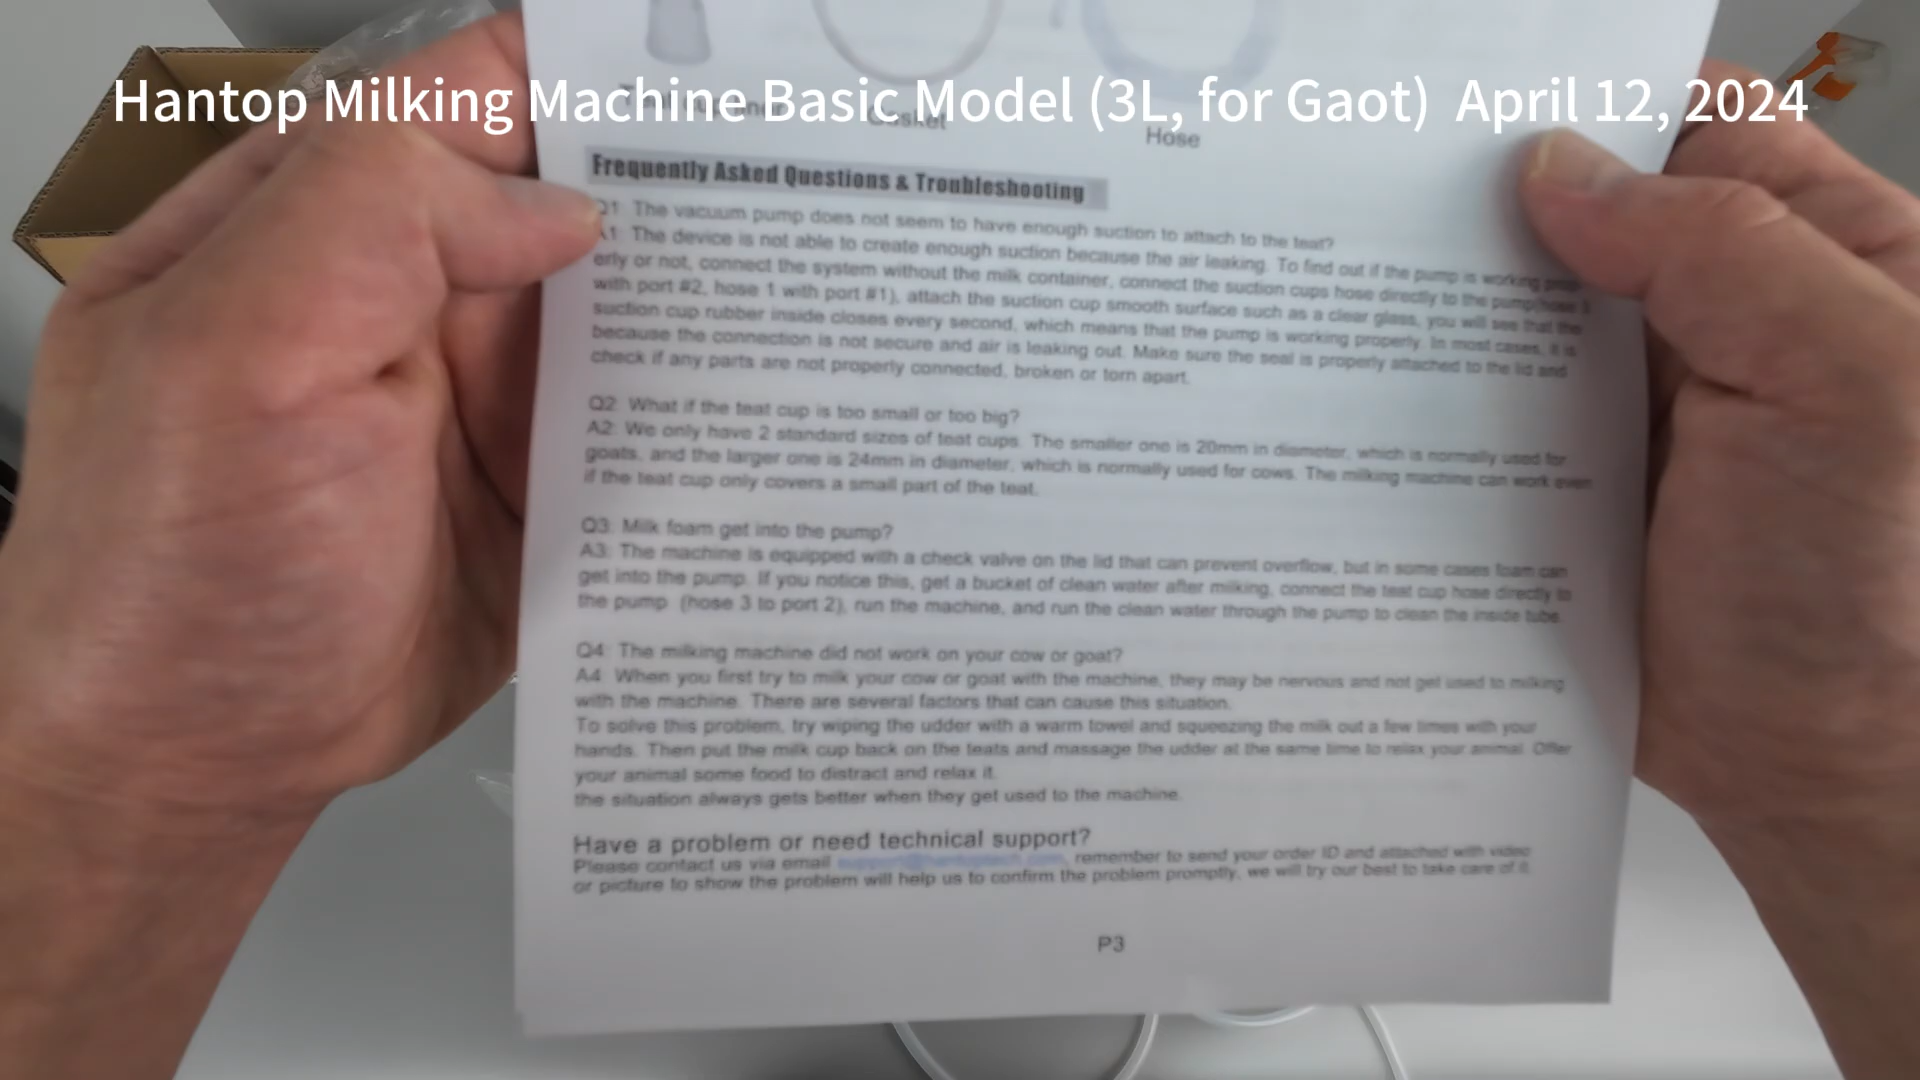 Hantop Milking Machine Basic Model (3L, for Gaot) April 12, 2024
Gasket
Hose
Frequently Asked Questions & Troubleshooting
Q1: The vacuum pump does not seem to have enough suction to attach to the teat?
A1: The device is not able to create enough suction because the air leaking. To find out if the pump is working prop-
erly or not, connect the system without the milk container, connect the suction cups hose directly to the pump(hose 3
with port #2, hose 1 with port #1), attach the suction cup smooth surface such as a clear glass, you will see that the
suction cup rubber inside closes every second, which means that the pump is working properly. In most cases, it is
because the connection is not secure and air is leaking out. Make sure the seal is properly attached to the lid and
check if any parts are not properly connected, broken or torn apart.
Q2: What if the teat cup is too small or too big?
A2: We only have 2 standard sizes of teat cups. The smaller one is 20mm in diameter, which is normally used for
goats, and the larger one is 24mm in diameter, which is normally used for cows. The milking machine can work even
if the teat cup only covers a small part of the teat.
Q3: Milk foam get into the pump?
A3: The machine is equipped with a check valve on the lid that can prevent overflow, but in some cases foam can
get into the pump. If you notice this, get a bucket of clean water after milking, connect the teat cup hose directly to
the pump (hose 3 to port 2), run the machine, and run the clean water through the pump to clean the inside tube.
Q4: The milking machine did not work on your cow or goat?
A4: When you first try to milk your cow or goat with the machine, they may be nervous and not get used to milking
with the machine. There are several factors that can cause this situation.
To solve this problem, try wiping the udder with a warm towel and squeezing the milk out a few times with your
hands. Then put the milk cup back on the teats and massage the udder at the same time to relax your animal. Offer
your animal some food to distract and relax it.
the situation always gets better when they get used to the machine.
Have a problem or need technical support?
Please contact us via email , remember to send your order ID and attached with video
or picture to show the problem will help us to confirm the problem promptly, we will try our best to take care of it.
P3